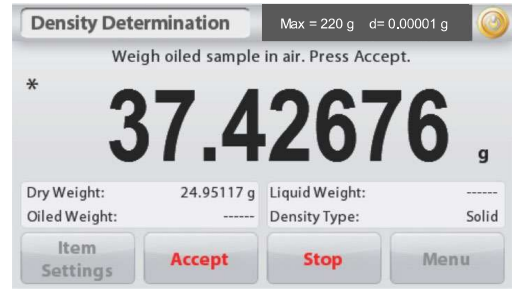 Density Determination Max = 220 g d= 0.00001 g
Weigh oiled sample in air. Press Accept.
* 37.42676 g
Dry Weight: 24.95117 g Liquid Weight: ------
Oiled Weight: ------ Density Type: Solid
Item Settings Accept Stop Menu